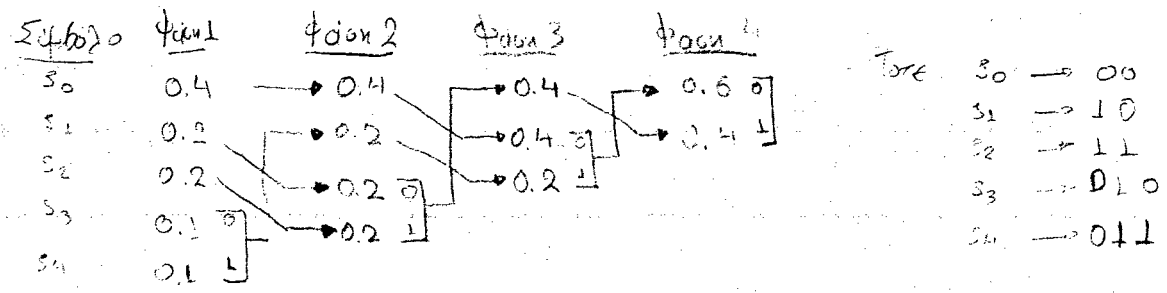 Σύμβολο Φάση 1 Φάση 2 Φάση 3 Φάση 4
S0 0.4 0.4 0.4 0.6 0 Τότε S0 → 00
S1 0.2 0.2 0.4 0 0.4 1 S1 → 10
S2 0.2 0.2 0 0.2 1 S2 → 11
S3 0.1 0 0.2 1 S3 → 010
S4 0.1 1 S4 → 011